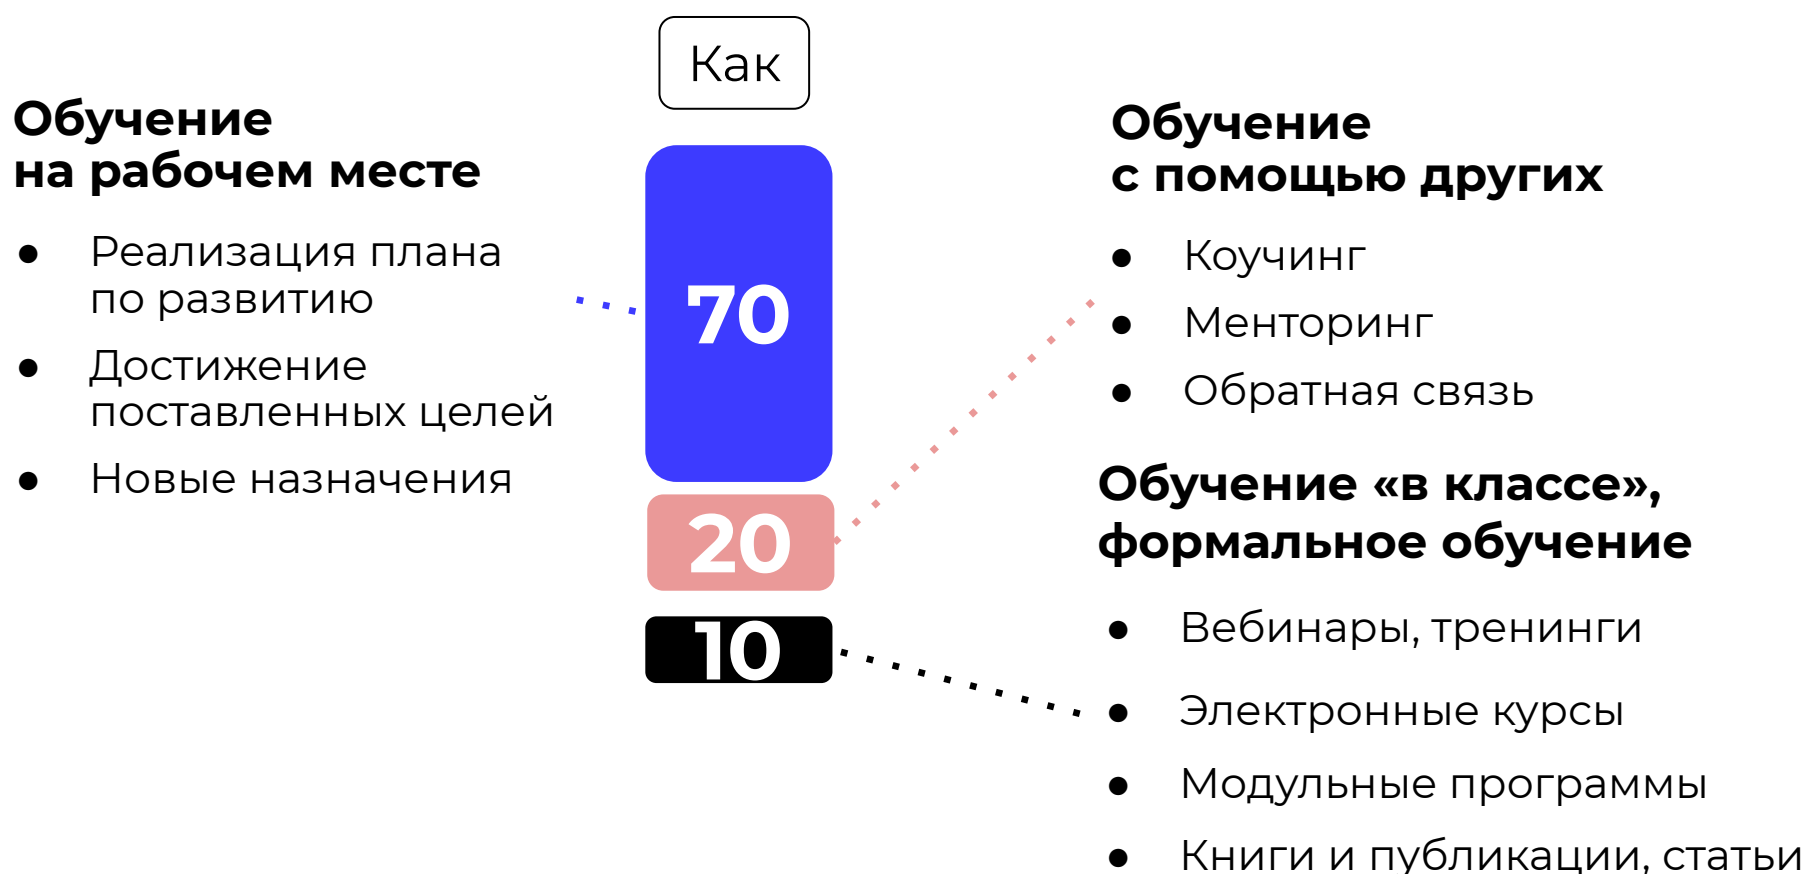 Как
Обучение
на рабочем месте
● Реализация плана
по развитию
● Достижение
поставленных целей
● Новые назначения
70
20
10
Обучение
с помощью других
● Коучинг
● Менторинг
● Обратная связь
Обучение «в классе»,
формальное обучение
● Вебинары, тренинги
● Электронные курсы
● Модульные программы
● Книги и публикации, статьи